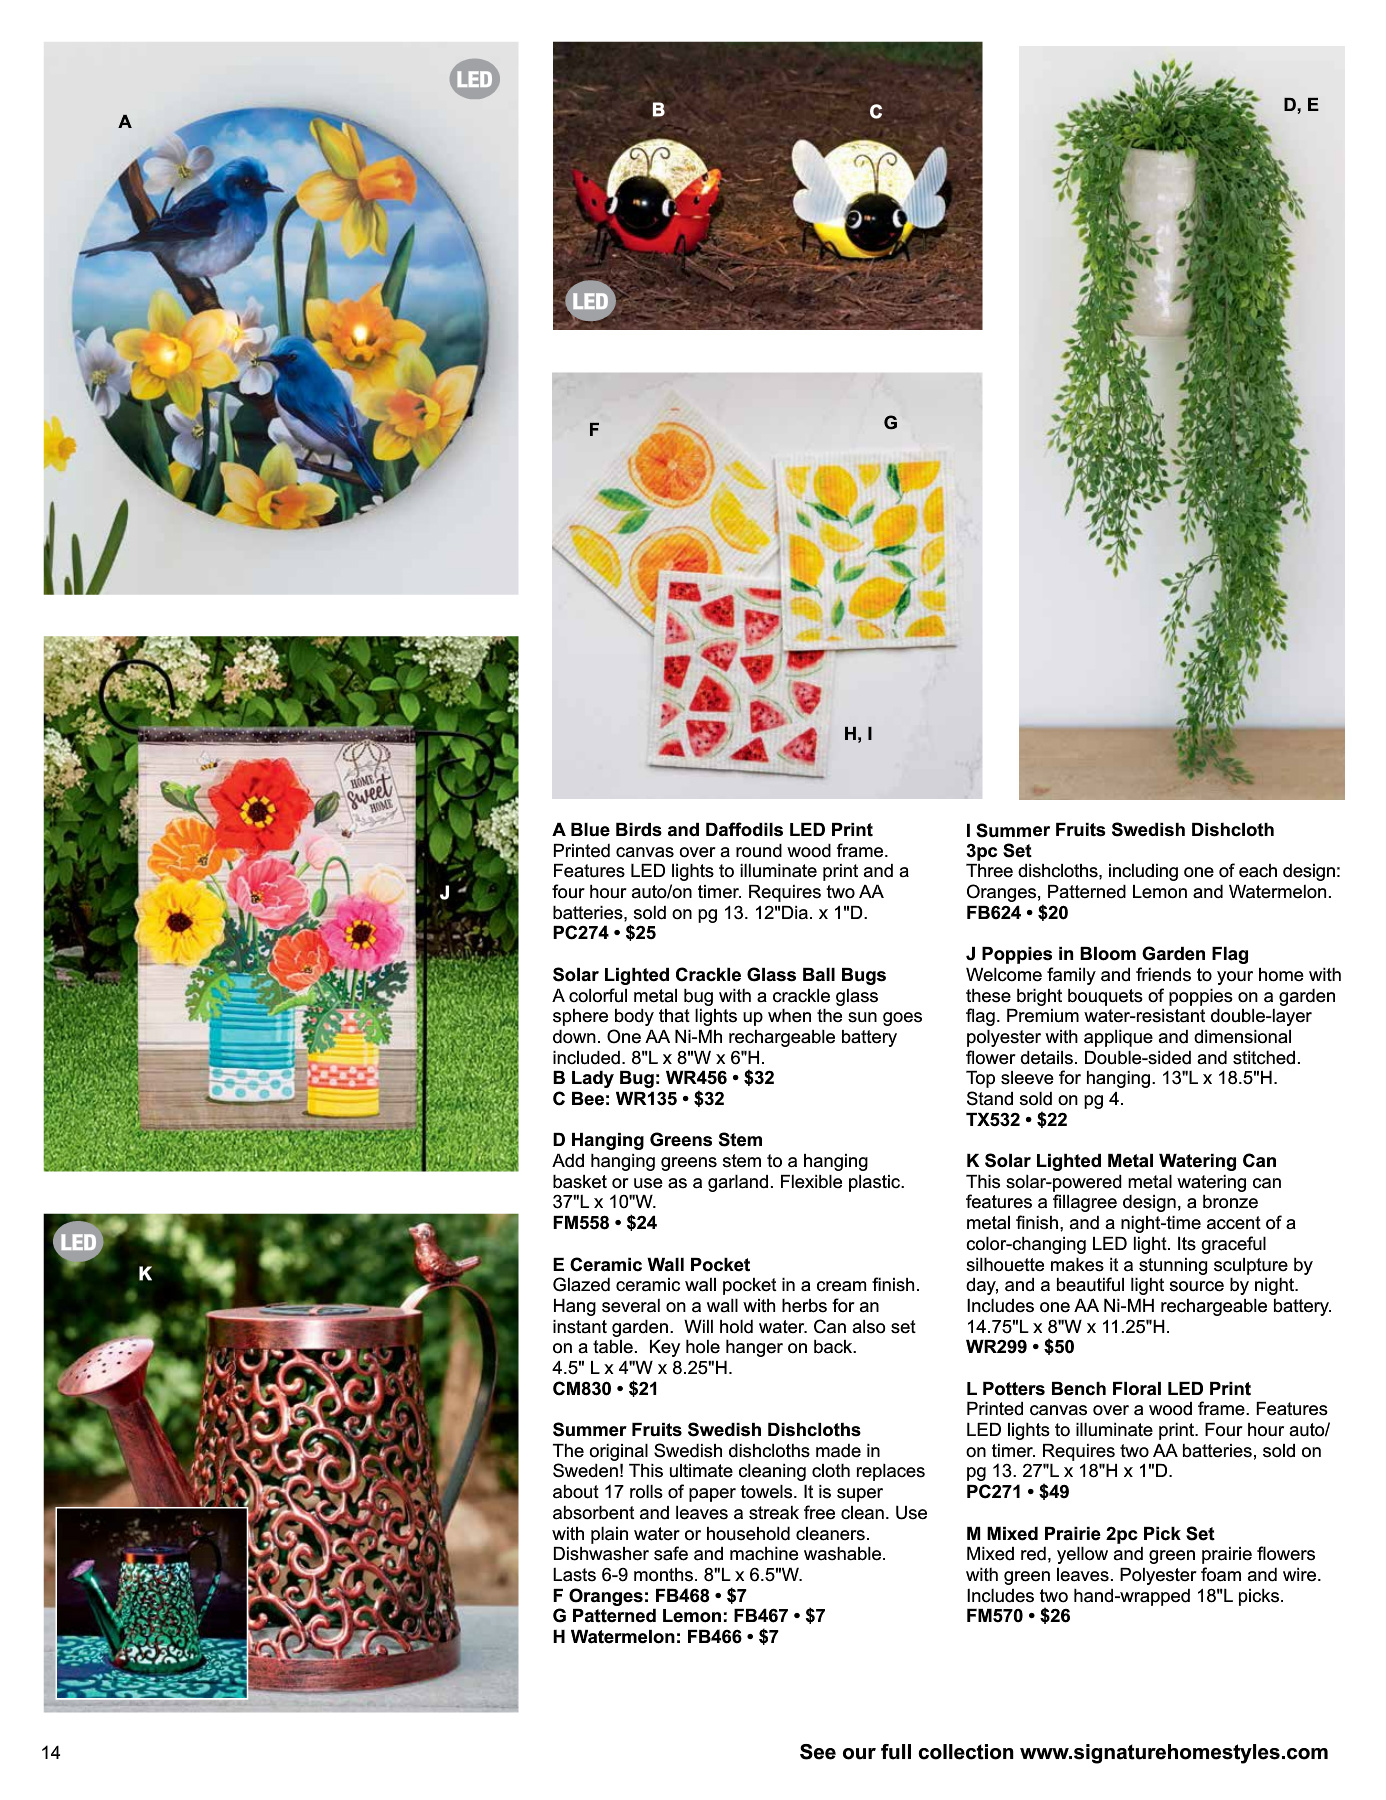 LED
A
B
C
LED
D, E
F
G
H, I
HOME
sweet
HOME
J
LED
K
A Blue Birds and Daffodils LED Print
Printed canvas over a round wood frame.
Features LED lights to illuminate print and a
four hour auto/on timer. Requires two AA
batteries, sold on pg 13. 12"Dia. x 1"D.
PC274 • $25
Solar Lighted Crackle Glass Ball Bugs
A colorful metal bug with a crackle glass
sphere body that lights up when the sun goes
down. One AA Ni-Mh rechargeable battery
included. 8"L x 8"W x 6"H.
B Lady Bug: WR456 • $32
C Bee: WR135 • $32
D Hanging Greens Stem
Add hanging greens stem to a hanging
basket or use as a garland. Flexible plastic.
37"L x 10"W.
FM558 • $24
E Ceramic Wall Pocket
Glazed ceramic wall pocket in a cream finish.
Hang several on a wall with herbs for an
instant garden.  Will hold water. Can also set
on a table.  Key hole hanger on back.
4.5" L x 4"W x 8.25"H.
CM830 • $21
Summer Fruits Swedish Dishcloths
The original Swedish dishcloths made in
Sweden! This ultimate cleaning cloth replaces
about 17 rolls of paper towels. It is super
absorbent and leaves a streak free clean. Use
with plain water or household cleaners.
Dishwasher safe and machine washable.
Lasts 6-9 months. 8"L x 6.5"W.
F Oranges: FB468 • $7
G Patterned Lemon: FB467 • $7
H Watermelon: FB466 • $7
I Summer Fruits Swedish Dishcloth
3pc Set
Three dishcloths, including one of each design:
Oranges, Patterned Lemon and Watermelon.
FB624 • $20
J Poppies in Bloom Garden Flag
Welcome family and friends to your home with
these bright bouquets of poppies on a garden
flag. Premium water-resistant double-layer
polyester with applique and dimensional
flower details. Double-sided and stitched.
Top sleeve for hanging. 13"L x 18.5"H.
Stand sold on pg 4.
TX532 • $22
K Solar Lighted Metal Watering Can
This solar-powered metal watering can
features a fillagree design, a bronze
metal finish, and a night-time accent of a
color-changing LED light. Its graceful
silhouette makes it a stunning sculpture by
day, and a beautiful light source by night.
Includes one AA Ni-MH rechargeable battery.
14.75"L x 8"W x 11.25"H.
WR299 • $50
L Potters Bench Floral LED Print
Printed canvas over a wood frame. Features
LED lights to illuminate print. Four hour auto/
on timer. Requires two AA batteries, sold on
pg 13. 27"L x 18"H x 1"D.
PC271 • $49
M Mixed Prairie 2pc Pick Set
Mixed red, yellow and green prairie flowers
with green leaves. Polyester foam and wire.
Includes two hand-wrapped 18"L picks.
FM570 • $26
14
See our full collection www.signaturehomestyles.com